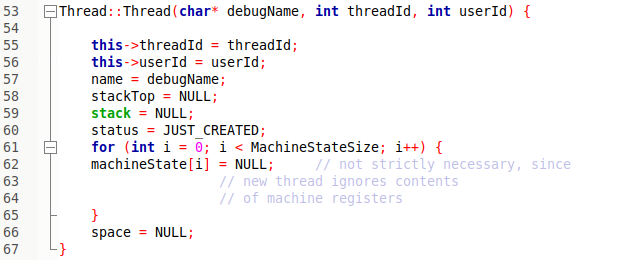 53 Thread::Thread(char* debugName, int threadId, int userId) {
54
55     this->threadId = threadId;
56     this->userId = userId;
57     name = debugName;
58     stackTop = NULL;
59     stack = NULL;
60     status = JUST_CREATED;
61     for (int i = 0; i < MachineStateSize; i++) {
62     machineState[i] = NULL;     // not strictly necessary, since
63                     // new thread ignores contents
64                     // of machine registers
65     }
66     space = NULL;
67 }